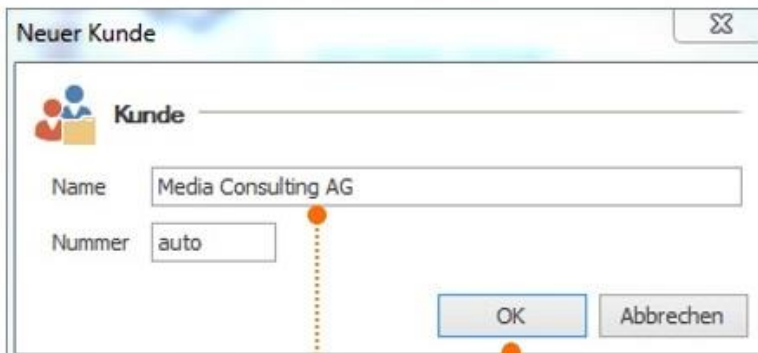 Neuer Kunde
Kunde
Name Media Consulting AG
Nummer auto
OK Abbrechen